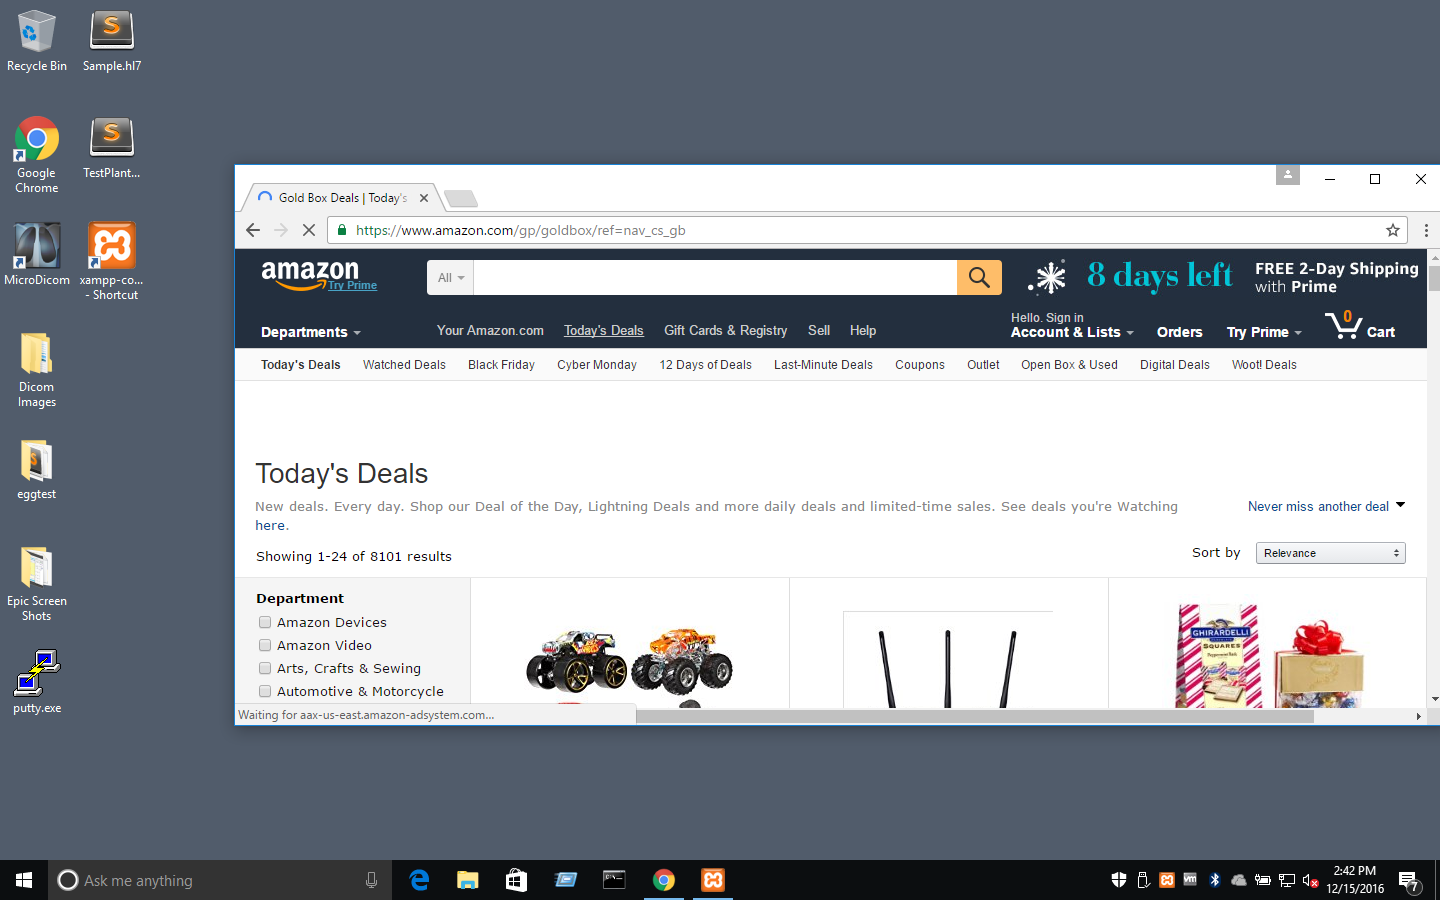 Recycle Bin
Sample.hl7
Google
Chrome
TestPlant...
MicroDicom
xampp-co...
- Shortcut
Dicom
Images
eggtest
Epic Screen
Shots
putty.exe
Gold Box Deals | Today's
https://www.amazon.com/gp/goldbox/ref=nav_cs_gb
amazon
Try Prime
All
8 days left
FREE 2-Day Shipping
with Prime
Departments
Your Amazon.com
Today's Deals
Gift Cards & Registry
Sell
Help
Hello. Sign in
Account & Lists
Orders
Try Prime
0
Cart
Today's Deals
Watched Deals
Black Friday
Cyber Monday
12 Days of Deals
Last-Minute Deals
Coupons
Outlet
Open Box & Used
Digital Deals
Woot! Deals
Today's Deals
New deals. Every day. Shop our Deal of the Day, Lightning Deals and more daily deals and limited-time sales. See deals you're Watching
here.
Never miss another deal
Showing 1-24 of 8101 results
Sort by
Relevance
Department
Amazon Devices
Amazon Video
Arts, Crafts & Sewing
Automotive & Motorcycle
GHIRARDELLI
SQUARES
Peppermint Bark
Waiting for aax-us-east.amazon-adsystem.com...
Ask me anything
2:42 PM
12/15/2016
7